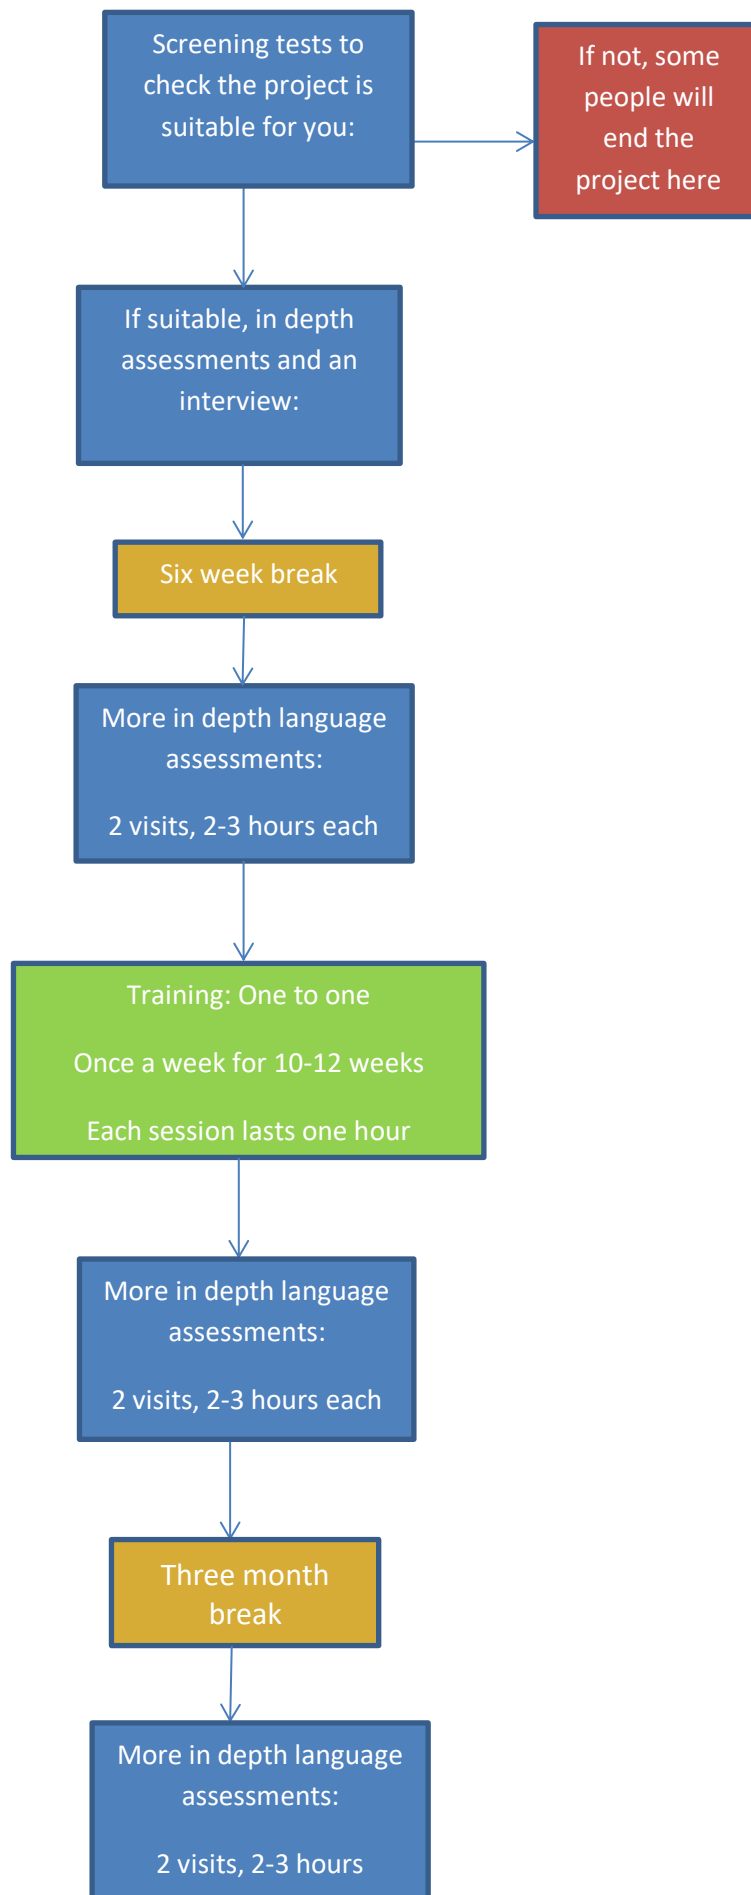 Screening tests to
check the project is
suitable for you:
If not, some
people will
end the
project here
If suitable, in depth
assessments and an
interview:
Six week break
More in depth language
assessments:
2 visits, 2-3 hours each
Training: One to one
Once a week for 10-12 weeks
Each session lasts one hour
More in depth language
assessments:
2 visits, 2-3 hours each
Three month
break
More in depth language
assessments:
2 visits, 2-3 hours